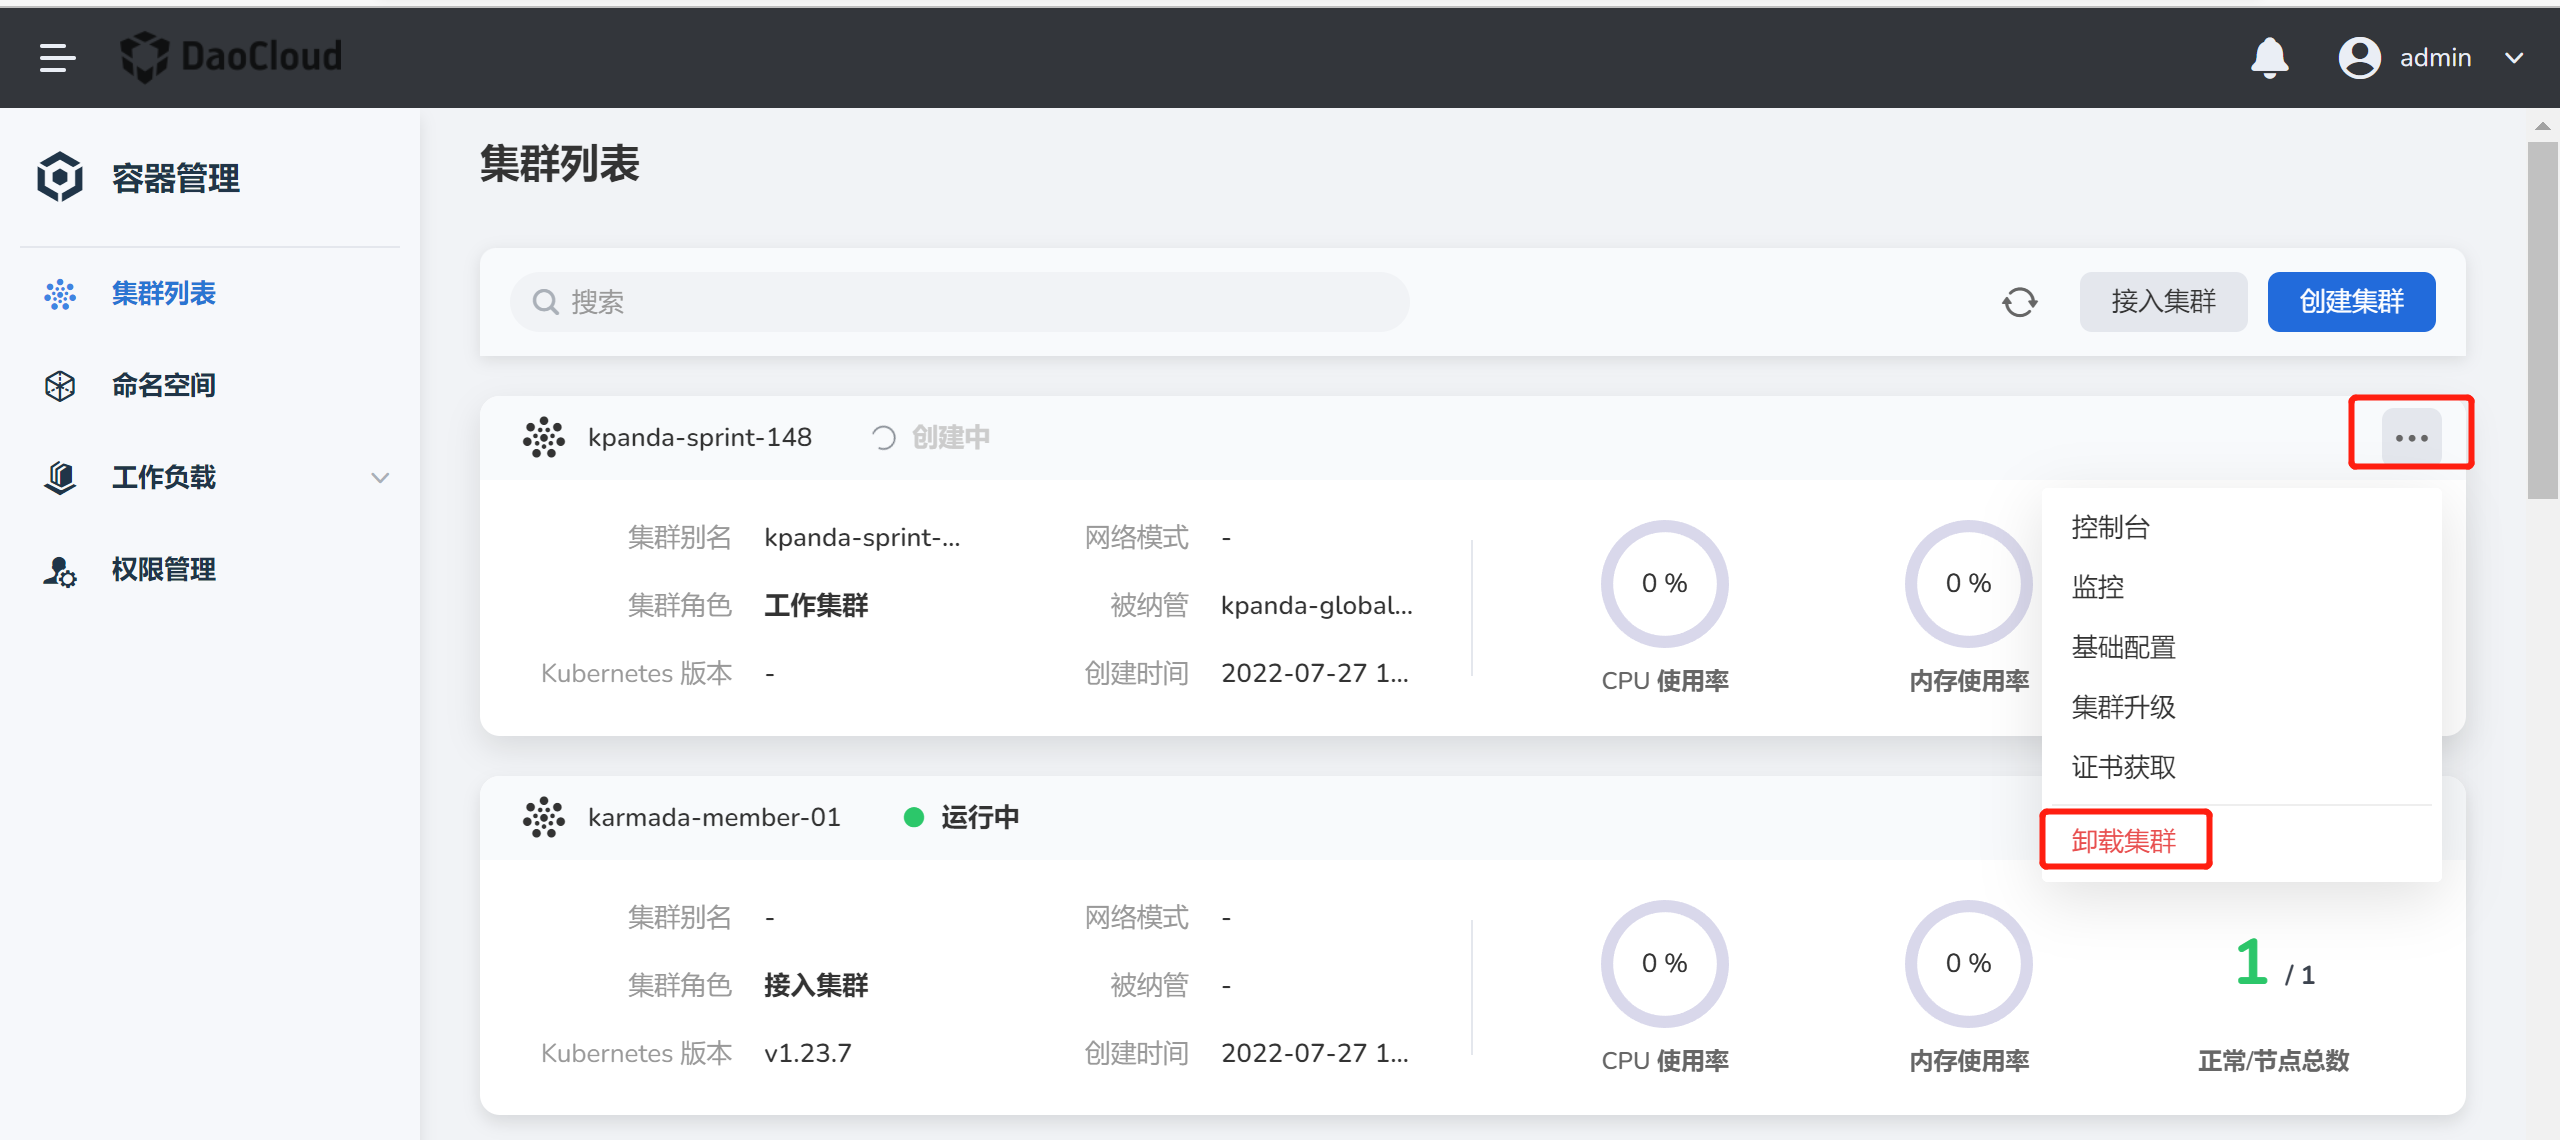 DaoCloud
admin
容器管理
集群列表
命名空间
工作负载
权限管理
集群列表
搜索
接入集群
创建集群
kpanda-sprint-148
创建中
集群别名 kpanda-sprint-...
网络模式 -
集群角色 工作集群
被纳管 kpanda-global...
Kubernetes 版本 -
创建时间 2022-07-27 1...
0 %
CPU 使用率
0 %
内存使用率
控制台
监控
基础配置
集群升级
证书获取
卸载集群
karmada-member-01
运行中
集群别名 -
网络模式 -
集群角色 接入集群
被纳管 -
Kubernetes 版本 v1.23.7
创建时间 2022-07-27 1...
0 %
CPU 使用率
0 %
内存使用率
1 / 1
正常/节点总数